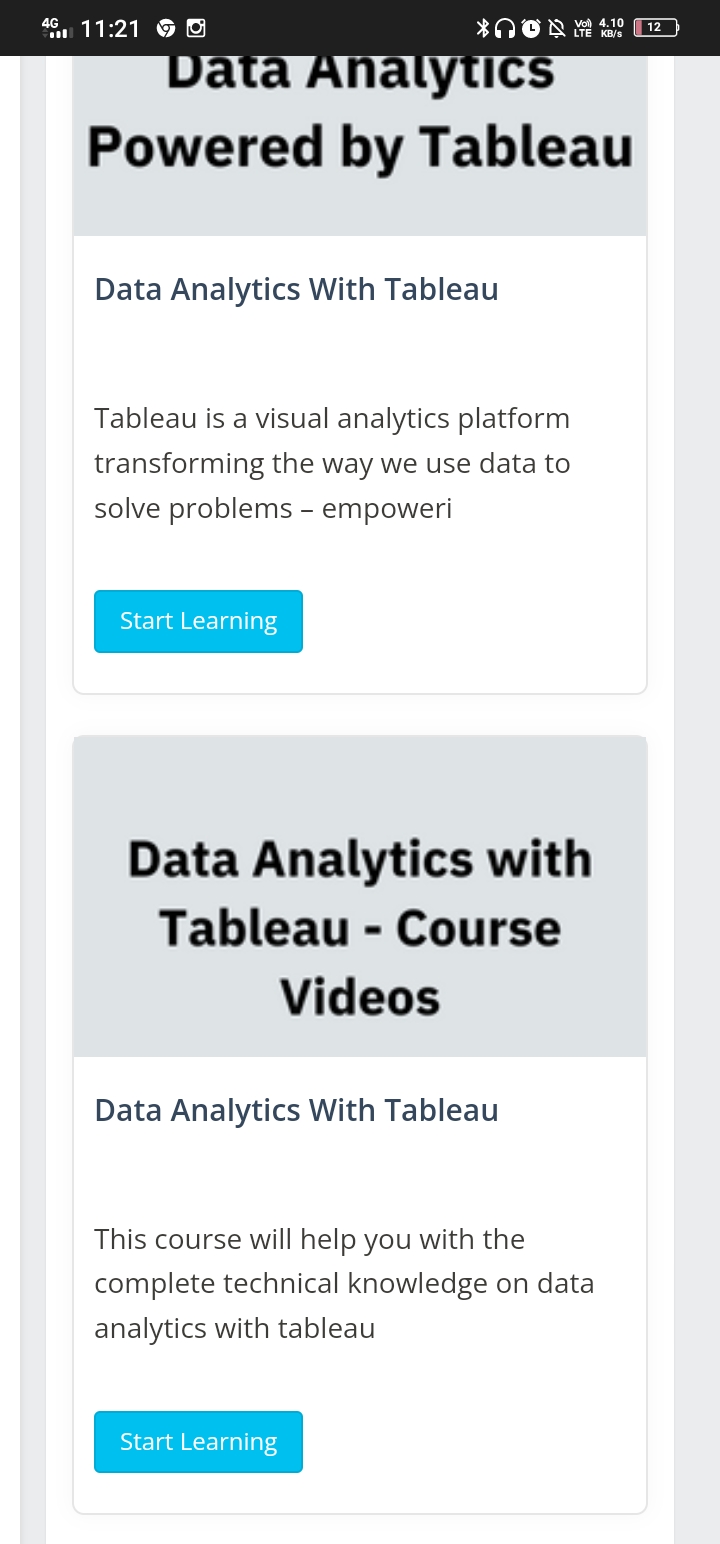 4G 11:21 Vo) LTE 4.10 KB/s 12
Data Analytics
Powered by Tableau
Data Analytics With Tableau
Tableau is a visual analytics platform
transforming the way we use data to
solve problems – empoweri
Start Learning
Data Analytics with
Tableau - Course
Videos
Data Analytics With Tableau
This course will help you with the
complete technical knowledge on data
analytics with tableau
Start Learning